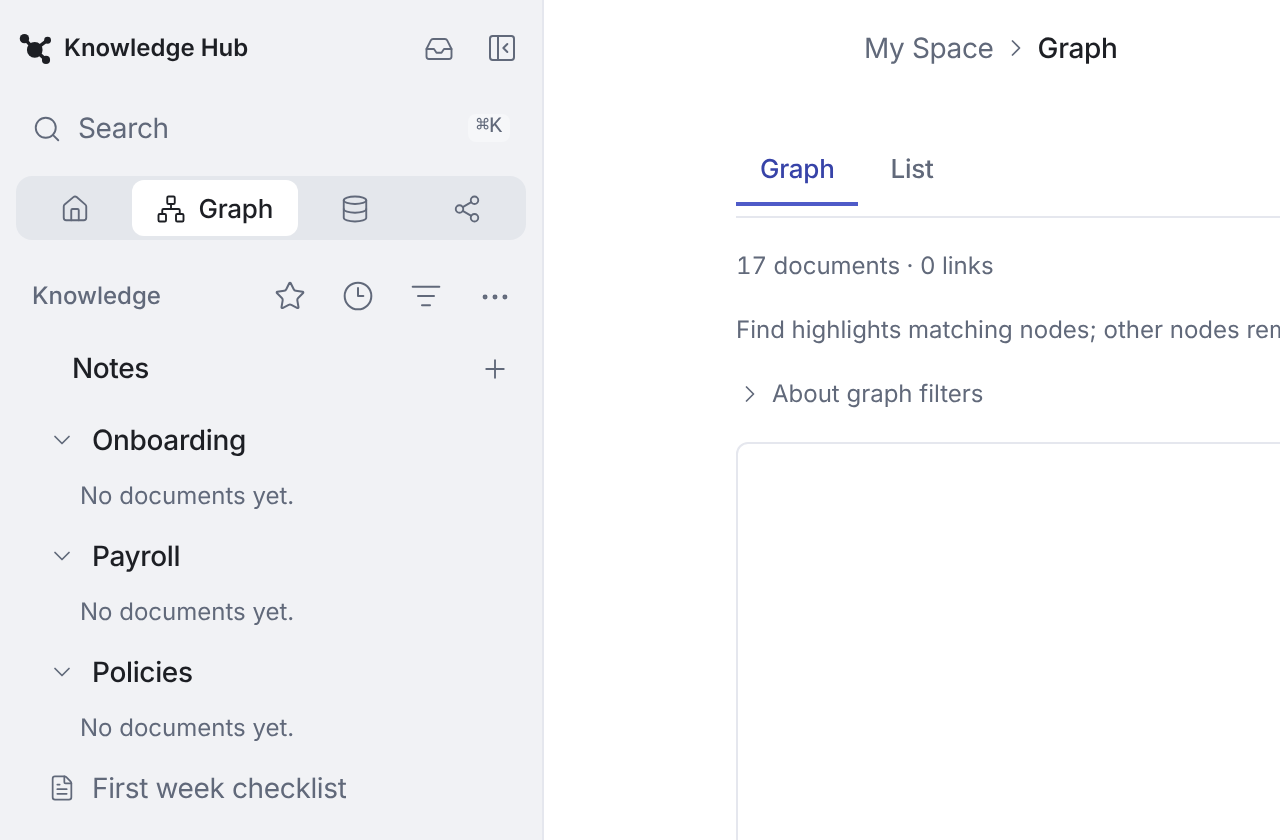 Knowledge Hub
Search
⌘K
Graph
Knowledge
Notes
Onboarding
No documents yet.
Payroll
No documents yet.
Policies
No documents yet.
First week checklist
My Space > Graph
Graph
List
17 documents · 0 links
Find highlights matching nodes; other nodes
About graph filters